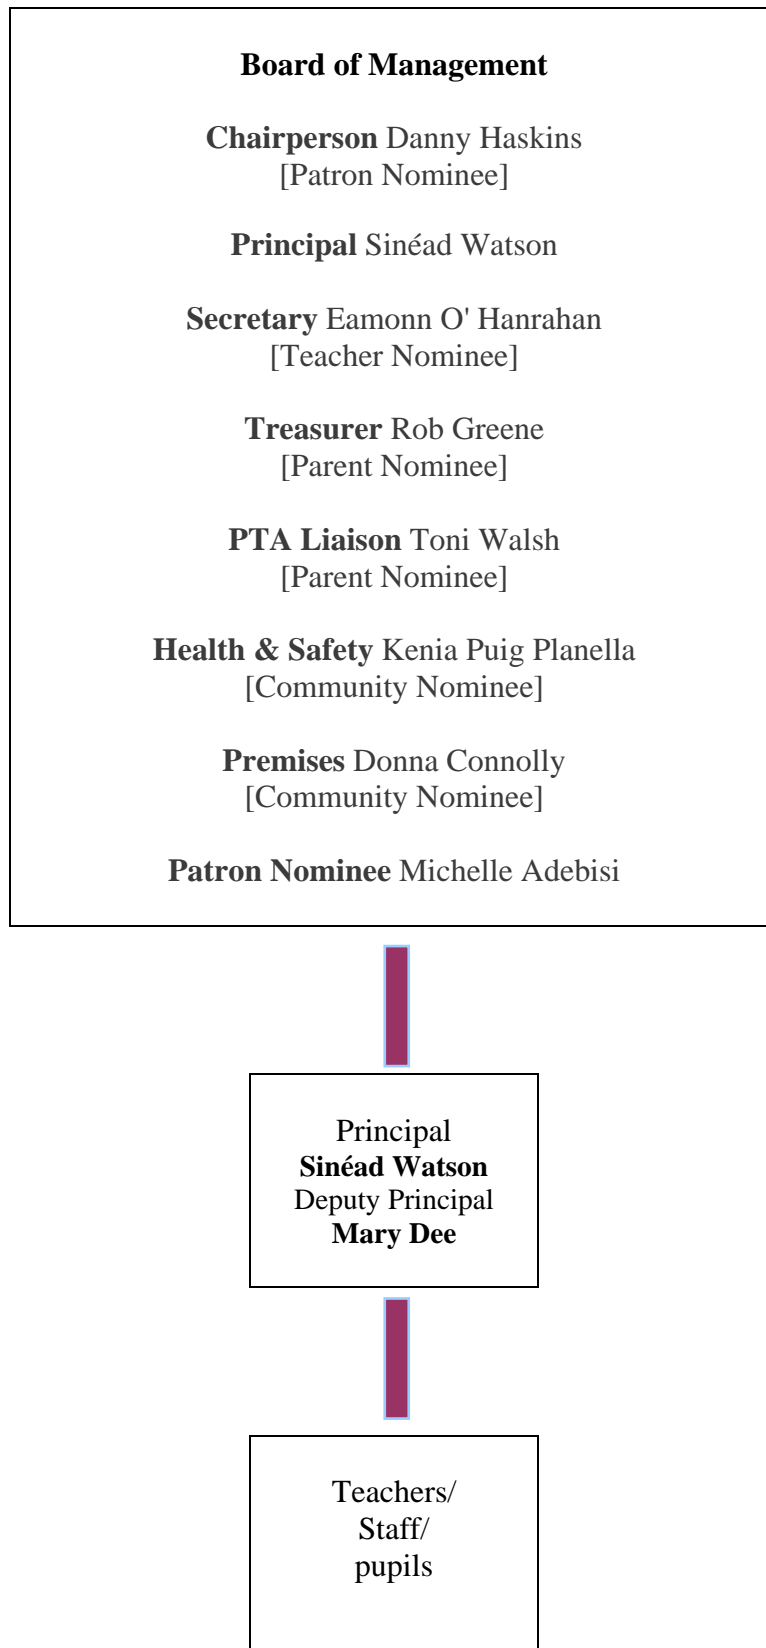 Board of Management
Chairperson Danny Haskins
[Patron Nominee]
Principal Sinéad Watson
Secretary Eamonn O' Hanrahan
[Teacher Nominee]
Treasurer Rob Greene
[Parent Nominee]
PTA Liaison Toni Walsh
[Parent Nominee]
Health & Safety Kenia Puig Planella
[Community Nominee]
Premises Donna Connolly
[Community Nominee]
Patron Nominee Michelle Adebisi
Principal
Sinéad Watson
Deputy Principal
Mary Dee
Teachers/
Staff/
pupils